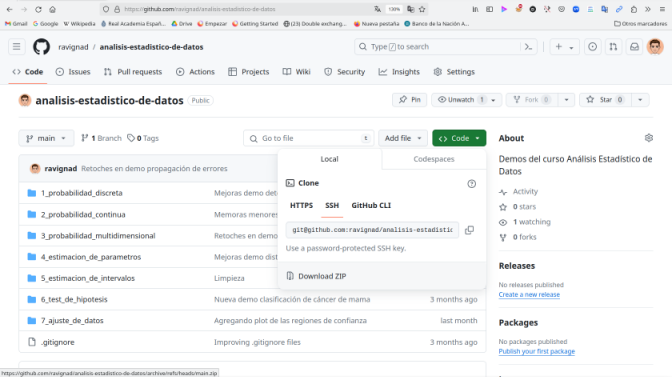 https://github.com/ravignad/analisis-estadistico-de-datos 130%
Gmail Google Wikipedia Real Academia Españ... Drive Empezar Getting Started (23) Double exchang... Nueva pestaña Banco de la Nación A... Otros marcadores
ravignad / analisis-estadistico-de-datos Type / to search
Code Issues Pull requests Actions Projects Wiki Security Insights Settings
analisis-estadistico-de-datos Public Pin Unwatch 1 Fork 0 Star 0
main 1 Branch 0 Tags Go to file t Add file Code
About
Demos del curso Análisis Estadístico de
Datos
Activity
0 stars
1 watching
0 forks
Releases
No releases published
Create a new release
Packages
No packages published
Publish your first package
ravignad Retoches en demo propagación de errores
1_probabilidad_discreta Mejoras demo det
2_probabilidad_continua Memoras menores
3_probabilidad_multidimensional Retoches en demo
4_estimacion_de_parametros Mejoras demo dist
5_estimacion_de_intervalos Limpieza
6_test_de_hipotesis Nueva demo clasificación de cáncer de mama 3 months ago
7_ajuste_de_datos Agregando plot de las regiones de confianza last month
.gitignore Improving .gitignore files 3 months ago
Local Codespaces
Clone
HTTPS SSH GitHub CLI
git@github.com:ravignad/analisis-estadistic
Use a password-protected SSH key.
Download ZIP
https://github.com/ravignad/analisis-estadistico-de-datos/archive/refs/heads/main.zip